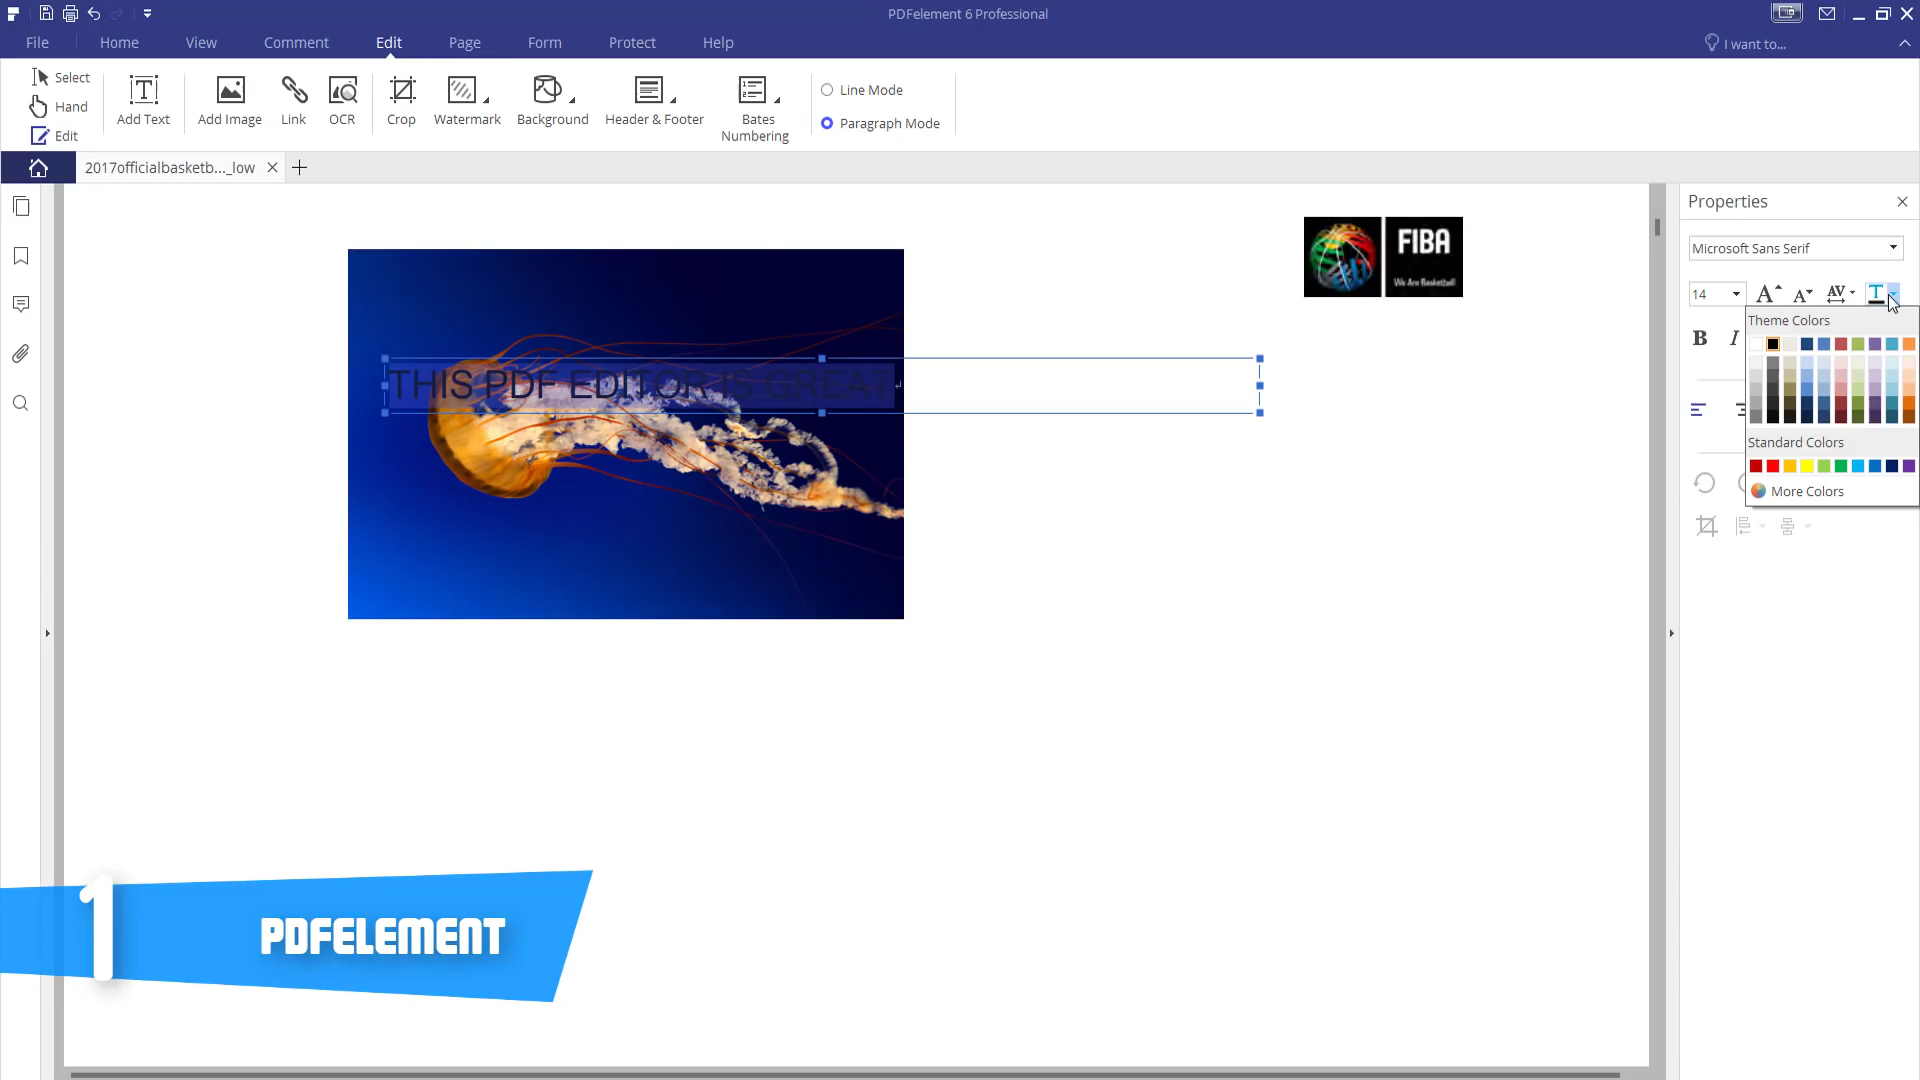 PDFelement 6 Professional
File Home View Comment Edit Page Form Protect Help I want to...
Select
Hand
Edit
Add Text
Add Image
Link
OCR
Crop
Watermark
Background
Header & Footer
Bates
Numbering
Line Mode
Paragraph Mode
2017officialbasketb..._low
Properties
Microsoft Sans Serif
14
A A AV T
B I
Theme Colors
Standard Colors
More Colors
FIBA
We Are Basketball
THIS PDF EDITOR IS GREAT
1 PDFELEMENT